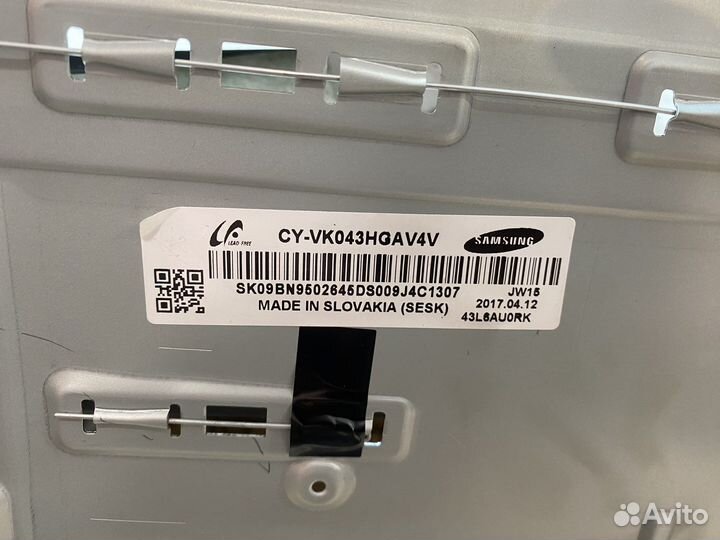 LEAD FREE
CY-VK043HGAV4V
SAMSUNG
SK09BN9502645DS009J4C1307
JW15
MADE IN SLOVAKIA (SESK)
2017.04.12
43L6AU0RK
Avito